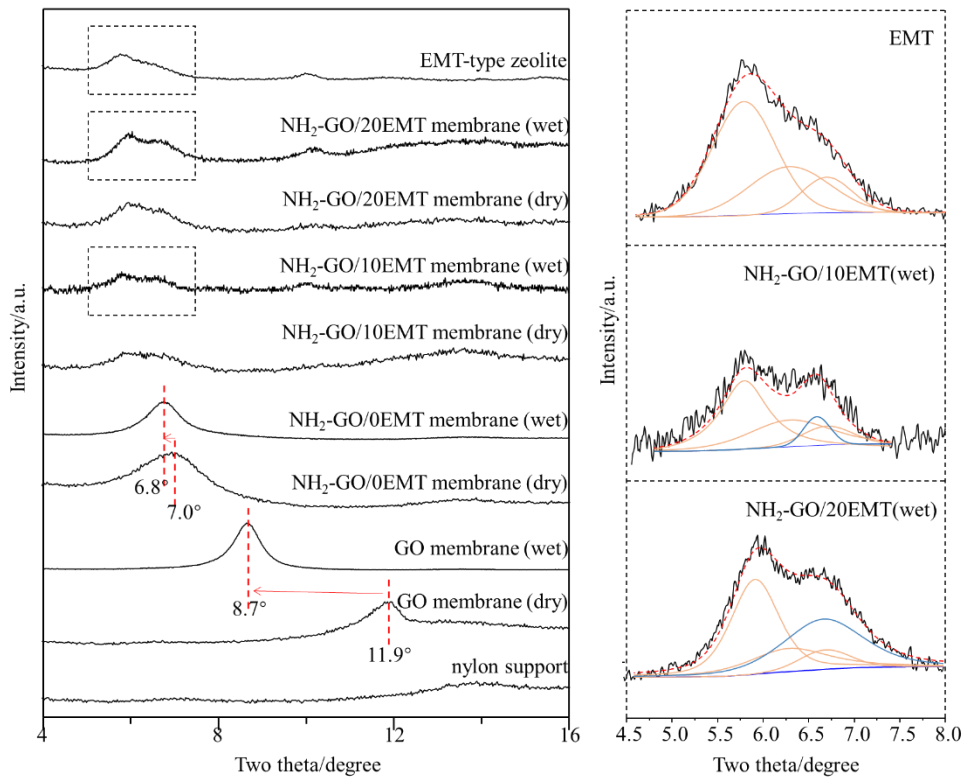 EMT-type zeolite
NH₂-GO/20EMT membrane (wet)
NH₂-GO/20EMT membrane (dry)
NH₂-GO/10EMT membrane (wet)
NH₂-GO/10EMT membrane (dry)
NH₂-GO/0EMT membrane (wet)
6.8°
7.0°
NH₂-GO/0EMT membrane (dry)
GO membrane (wet)
8.7°
GO membrane (dry)
11.9°
nylon support
Intensity/a.u.
4 8 12 16
Two theta/degree
EMT
NH₂-GO/10EMT(wet)
NH₂-GO/20EMT(wet)
Intensity/a.u.
4.5 5.0 5.5 6.0 6.5 7.0 7.5 8.0
Two theta/degree